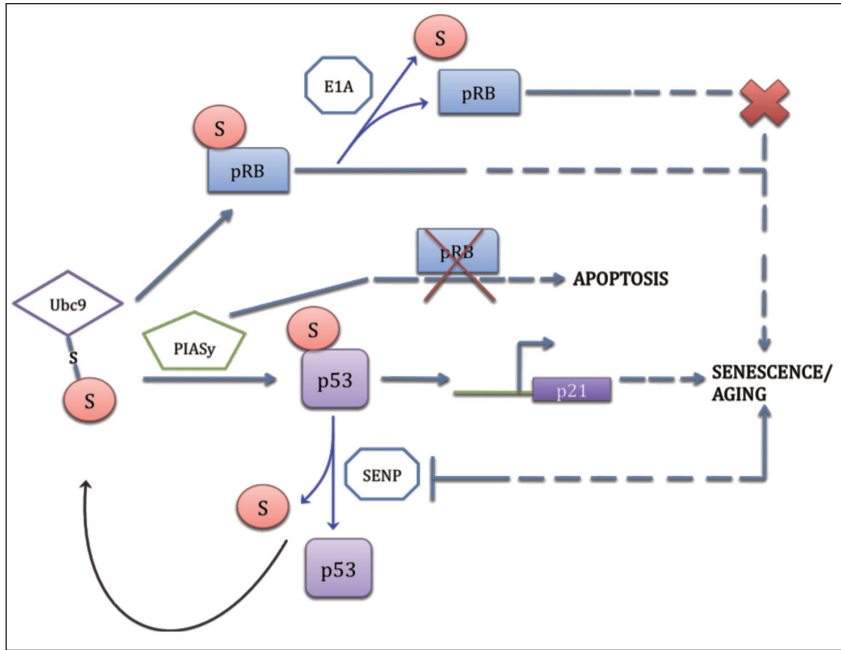 S
E1A
pRB
S
pRB
pRB
APOPTOSIS
Ubc9
S
PIASy
S
S
p53
p21
SENESCENCE/
AGING
SENP
S
p53